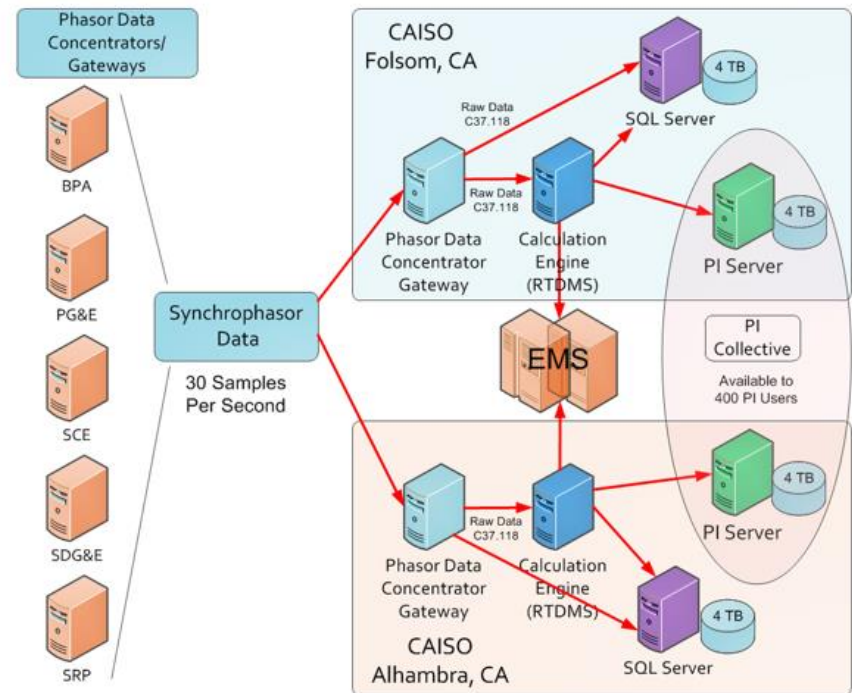 Phasor Data
Concentrators/
Gateways
BPA
PG&E
SCE
SDG&E
SRP
Synchrophasor
Data
30 Samples
Per Second
CAISO
Folsom, CA
Raw Data
C37.118
Raw Data
C37.118
Phasor Data
Concentrator
Gateway
Calculation
Engine
(RTDMS)
4 TB
SQL Server
4 TB
PI Server
EMS
PI
Collective
Available to
400 PI Users
Raw Data
C37.118
Phasor Data
Concentrator
Gateway
Calculation
Engine
(RTDMS)
4 TB
PI Server
4 TB
SQL Server
CAISO
Alhambra, CA